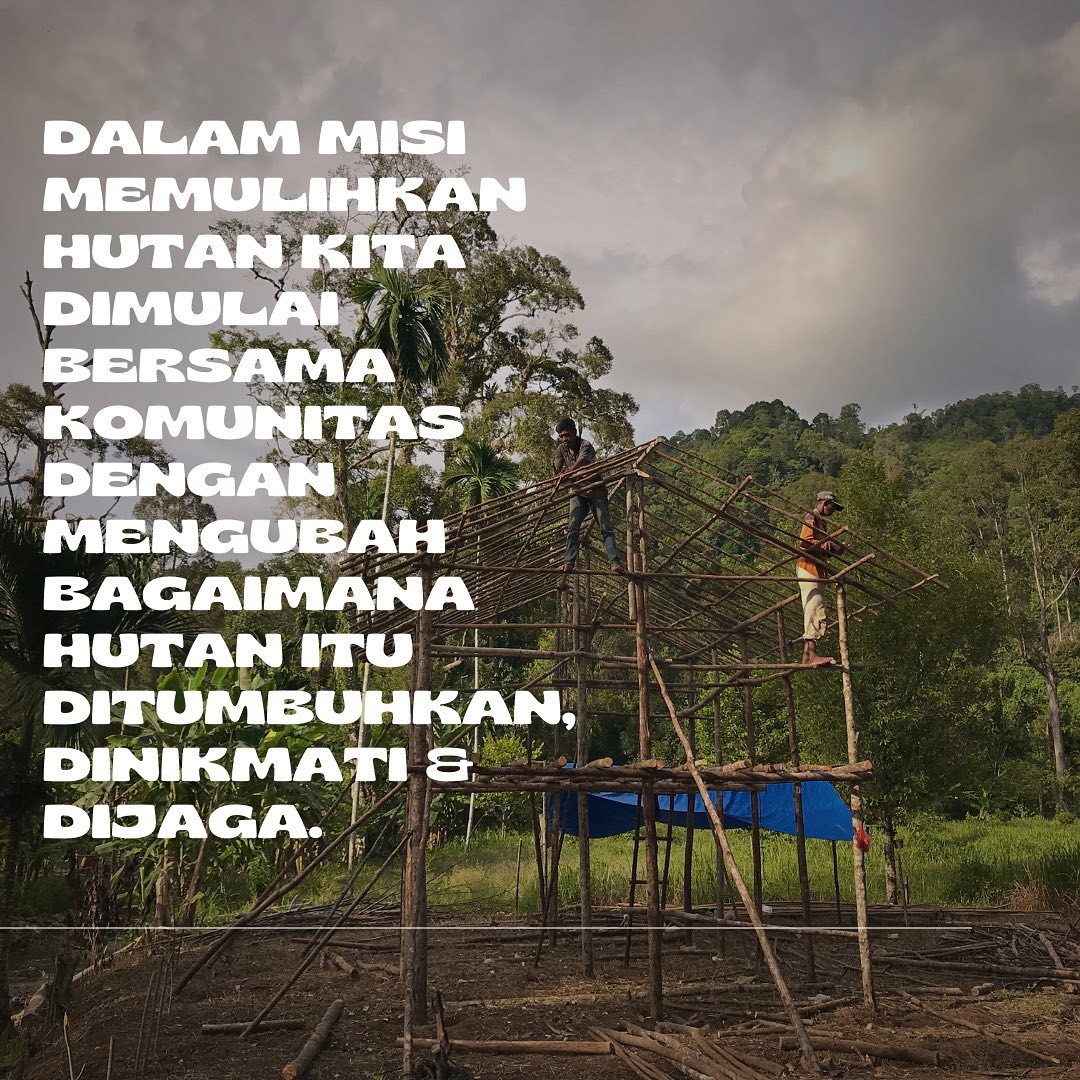 DALAM MISI
MEMULIHKAN
HUTAN KITA
DIMULAI
BERSAMA
KOMUNITAS
DENGAN
MENGUBAH
BAGAIMANA
HUTAN ITU
DITUMBUHKAN,
DINIKMATI &
DIJAGA.